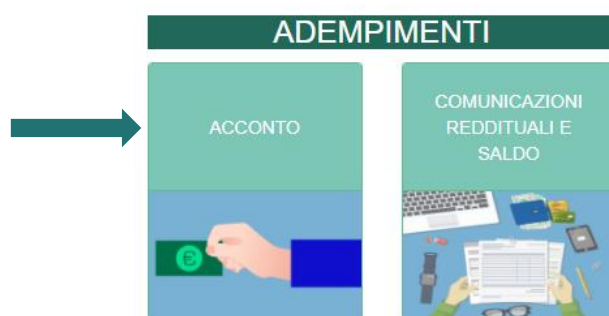 ADEMPIMENTI
ACCONTO
COMUNICAZIONI
REDDITUALI E
SALDO
€